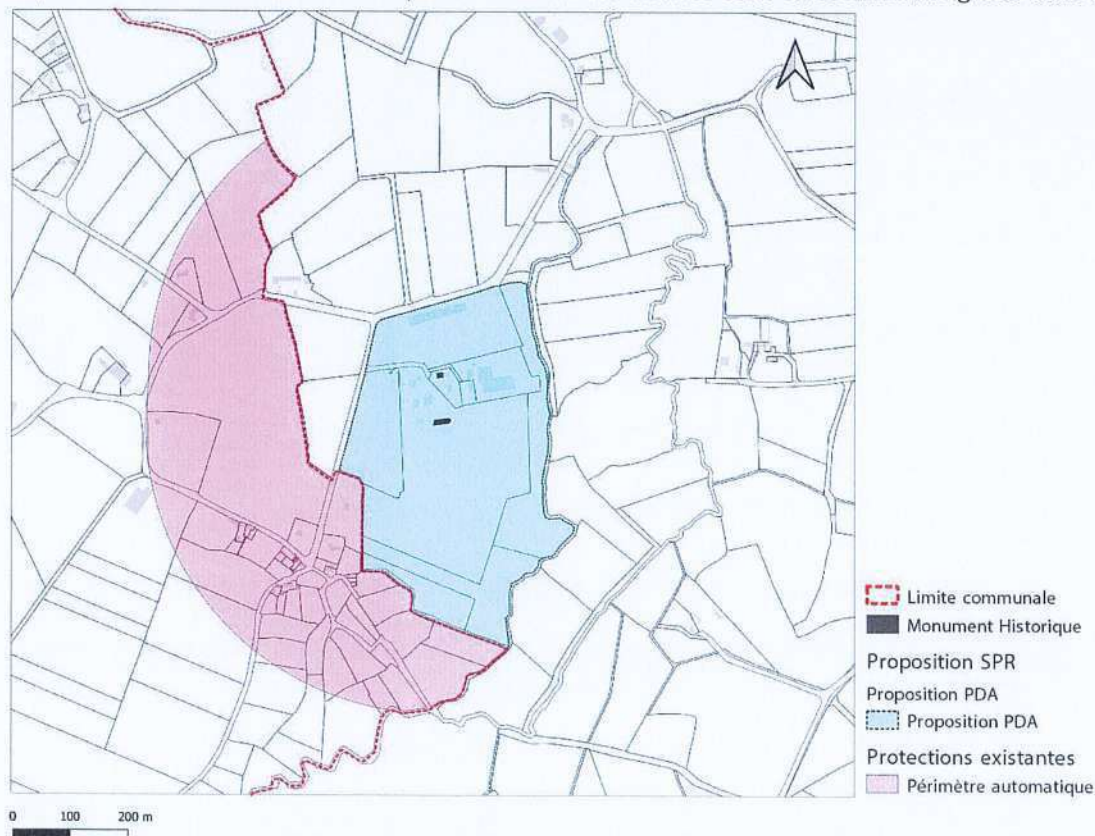 Limite communale
Monument Historique
Proposition SPR
Proposition PDA
Proposition PDA
Protections existantes
Périmètre automatique
0 100 200 m